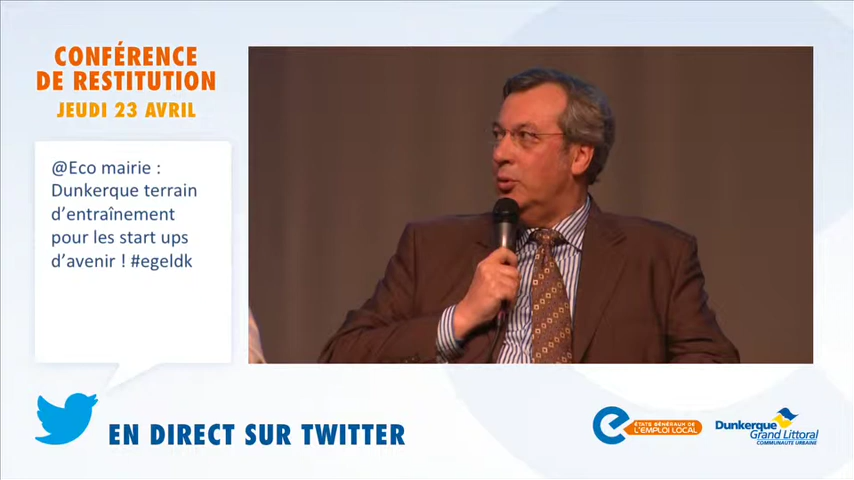 CONFÉRENCE
DE RESTITUTION
JEUDI 23 AVRIL
@Eco mairie :
Dunkerque terrain
d’entraînement
pour les start ups
d’avenir ! #egeldk
EN DIRECT SUR TWITTER
e
ÉTATS GÉNÉRAUX DE
L'EMPLOI LOCAL
Dunkerque
Grand Littoral
COMMUNAUTÉ URBAINE